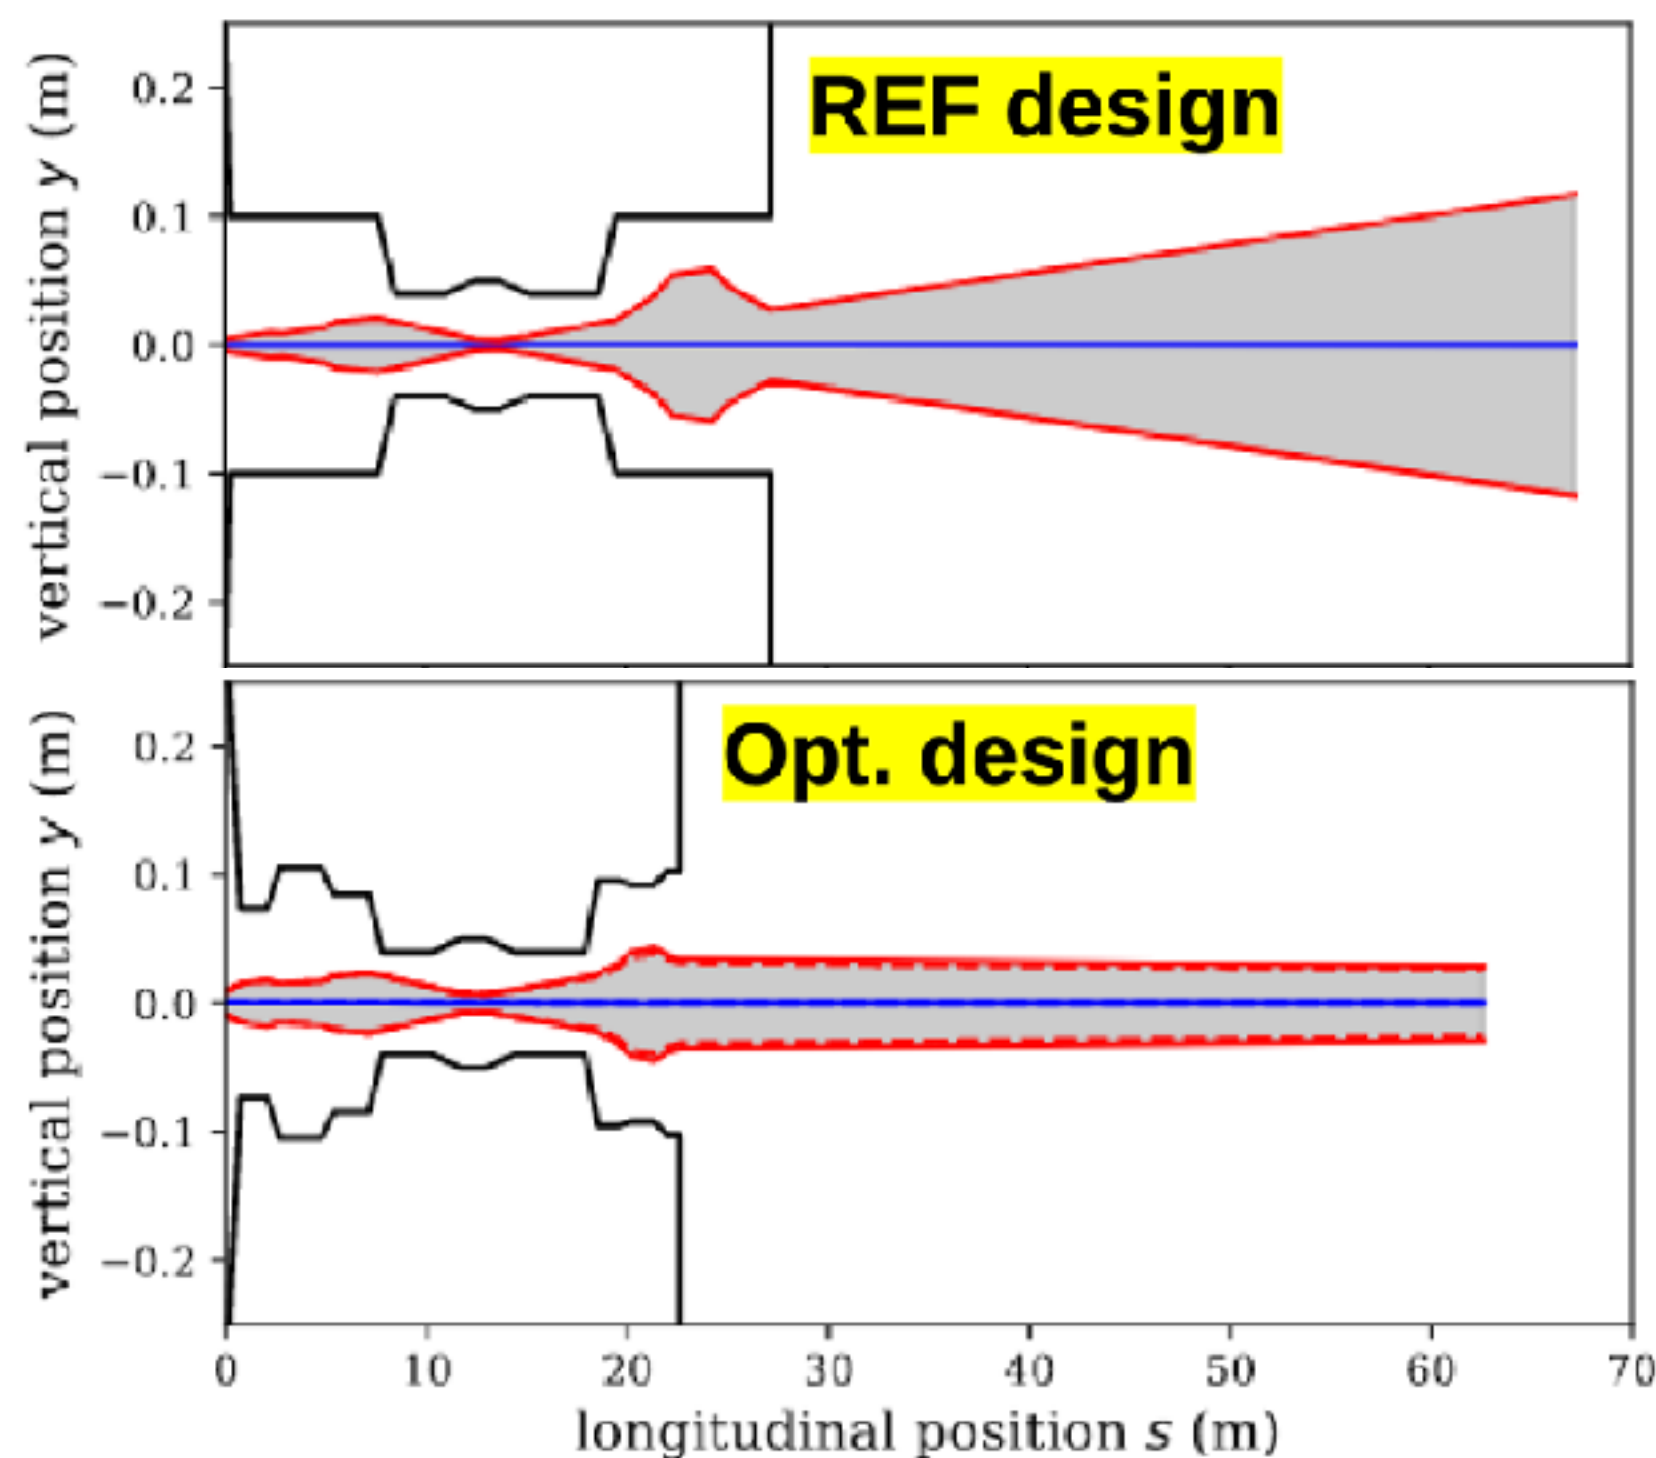 REF design
vertical position y (m)
0.2
0.1
0.0
−0.1
−0.2
Opt. design
vertical position y (m)
0.2
0.1
0.0
−0.1
−0.2
0 10 20 30 40 50 60 70
longitudinal position s (m)